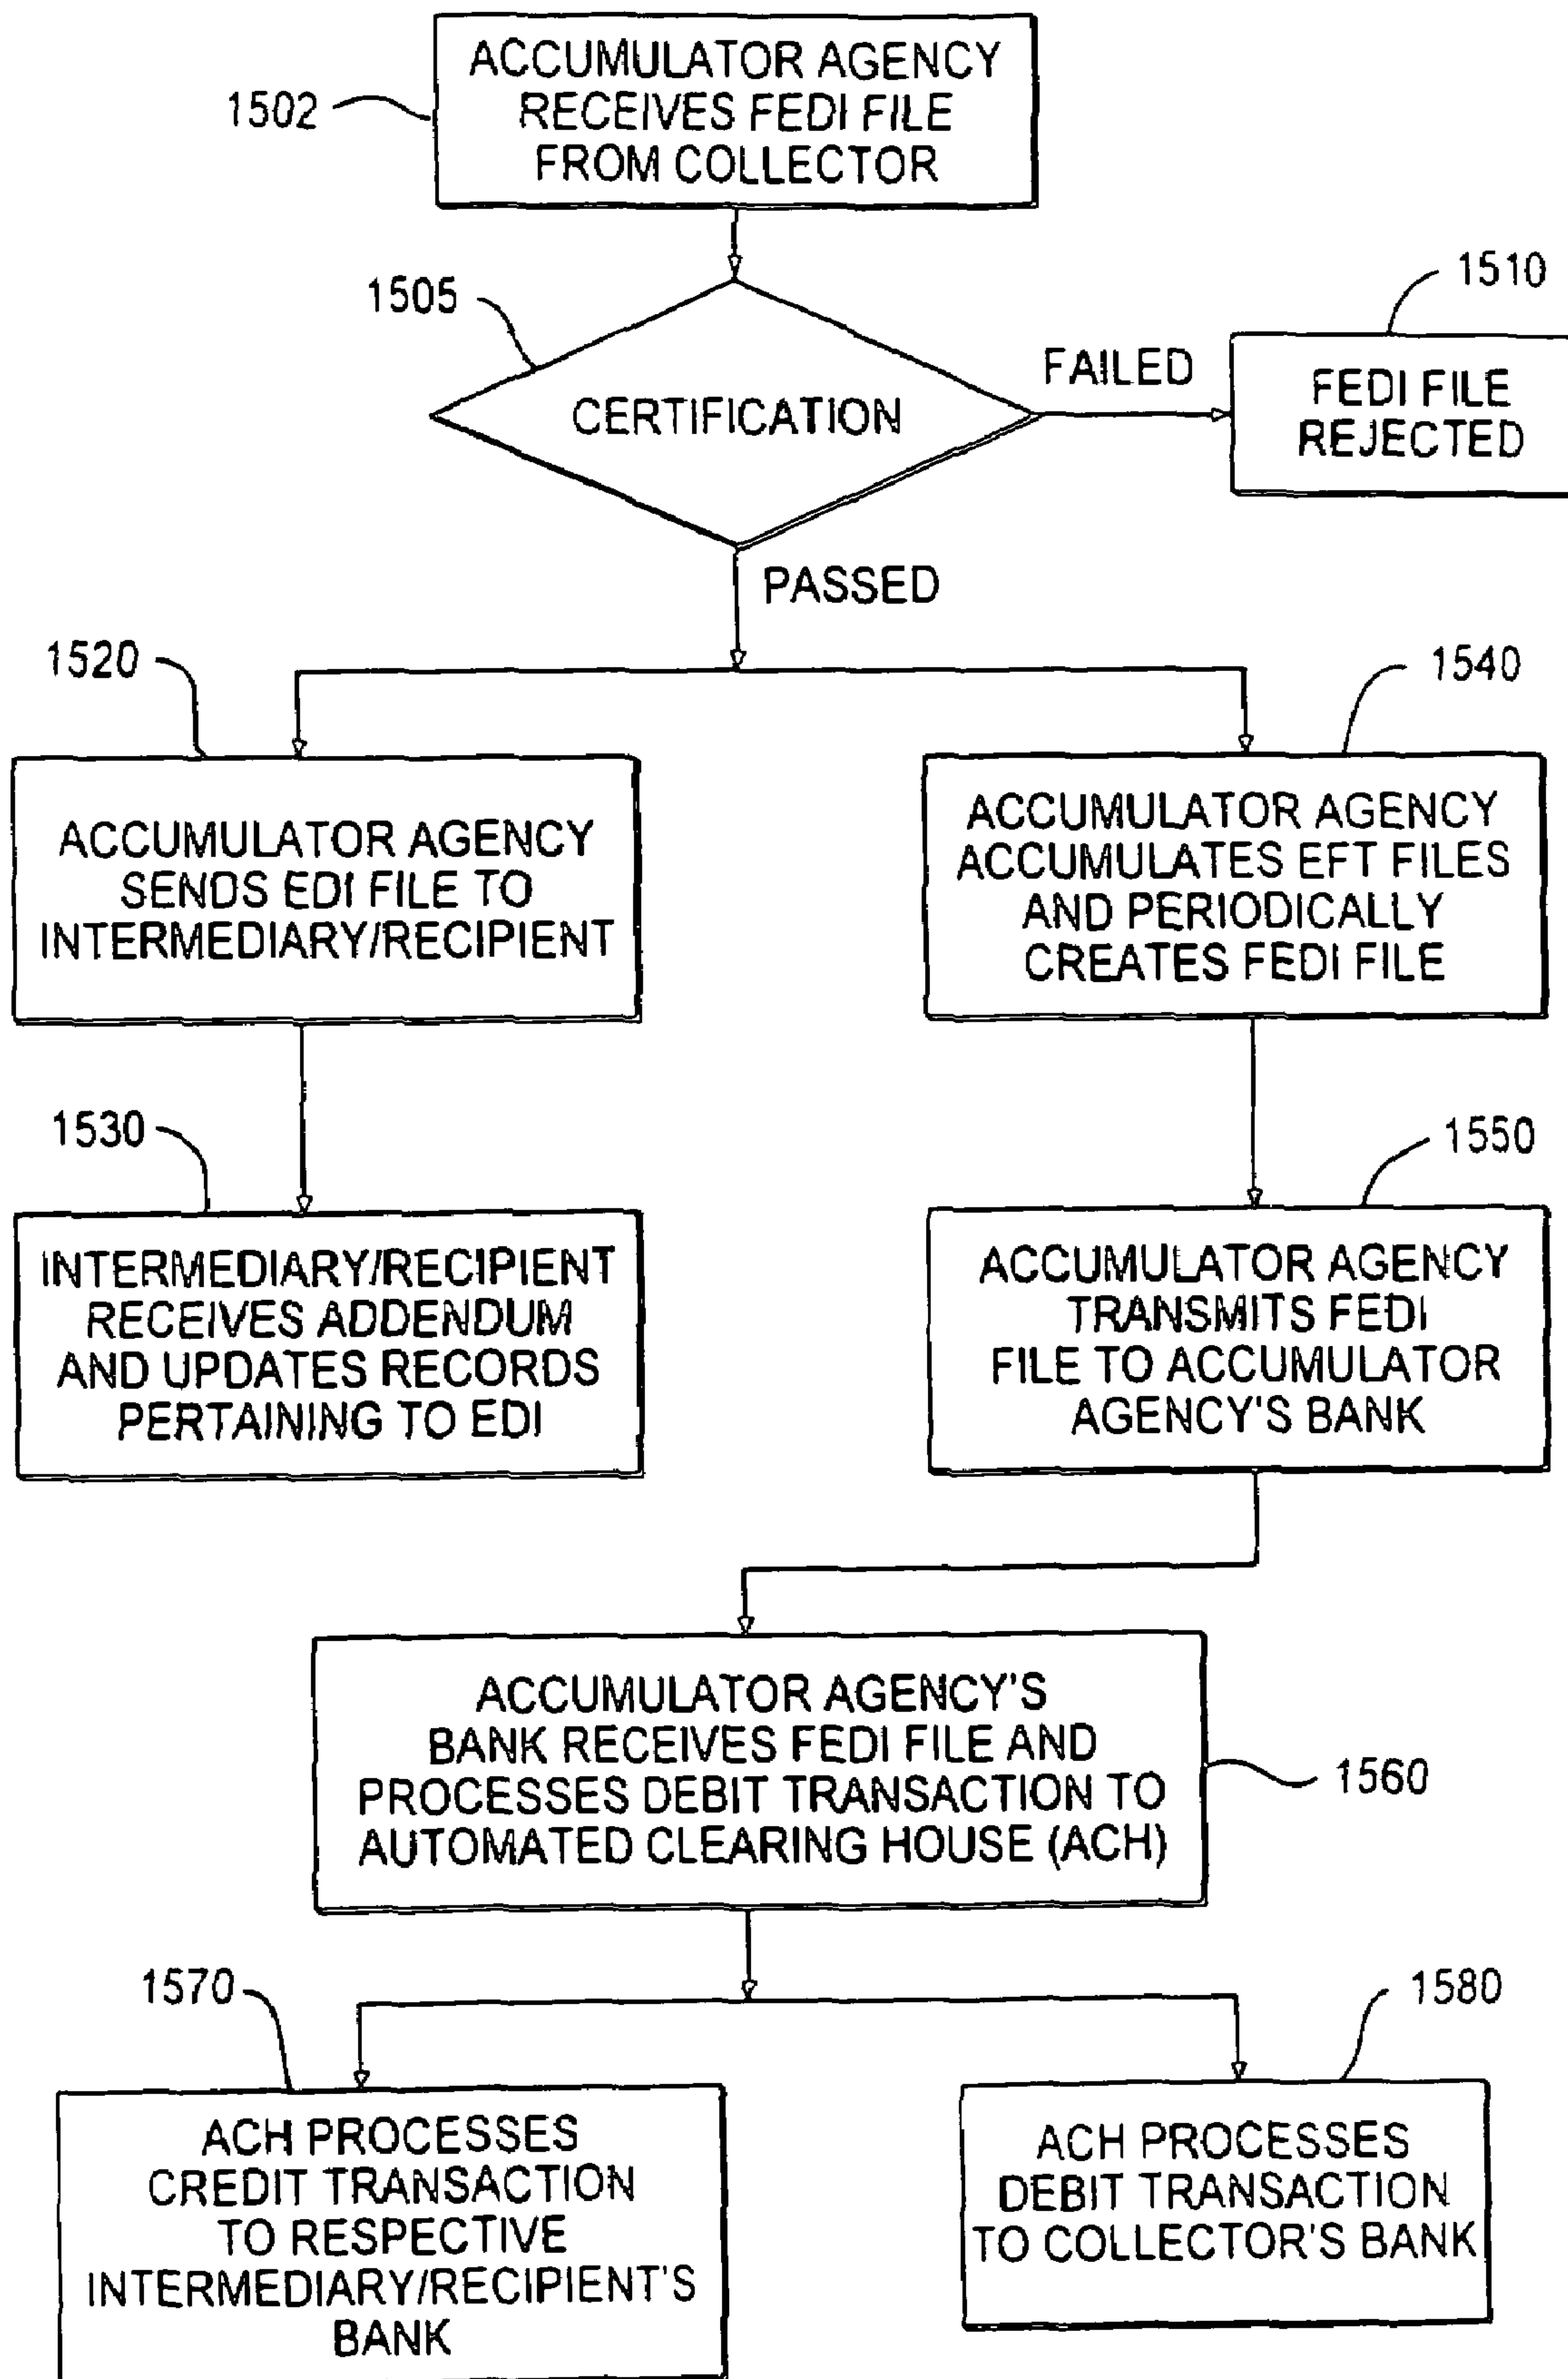 1502
ACCUMULATOR AGENCY
RECEIVES FEDI FILE
FROM COLLECTOR
1505
CERTIFICATION
FAILED
1510
FEDI FILE
REJECTED
PASSED
1520
ACCUMULATOR AGENCY
SENDS EDI FILE TO
INTERMEDIARY/RECIPIENT
1540
ACCUMULATOR AGENCY
ACCUMULATES EFT FILES
AND PERIODICALLY
CREATES FEDI FILE
1530
INTERMEDIARY/RECIPIENT
RECEIVES ADDENDUM
AND UPDATES RECORDS
PERTAINING TO EDI
1550
ACCUMULATOR AGENCY
TRANSMITS FEDI
FILE TO ACCUMULATOR
AGENCY'S BANK
ACCUMULATOR AGENCY'S
BANK RECEIVES FEDI FILE AND
PROCESSES DEBIT TRANSACTION TO
AUTOMATED CLEARING HOUSE (ACH)
1560
1570
ACH PROCESSES
CREDIT TRANSACTION
TO RESPECTIVE
INTERMEDIARY/RECIPIENT'S
BANK
1580
ACH PROCESSES
DEBIT TRANSACTION
TO COLLECTOR'S BANK